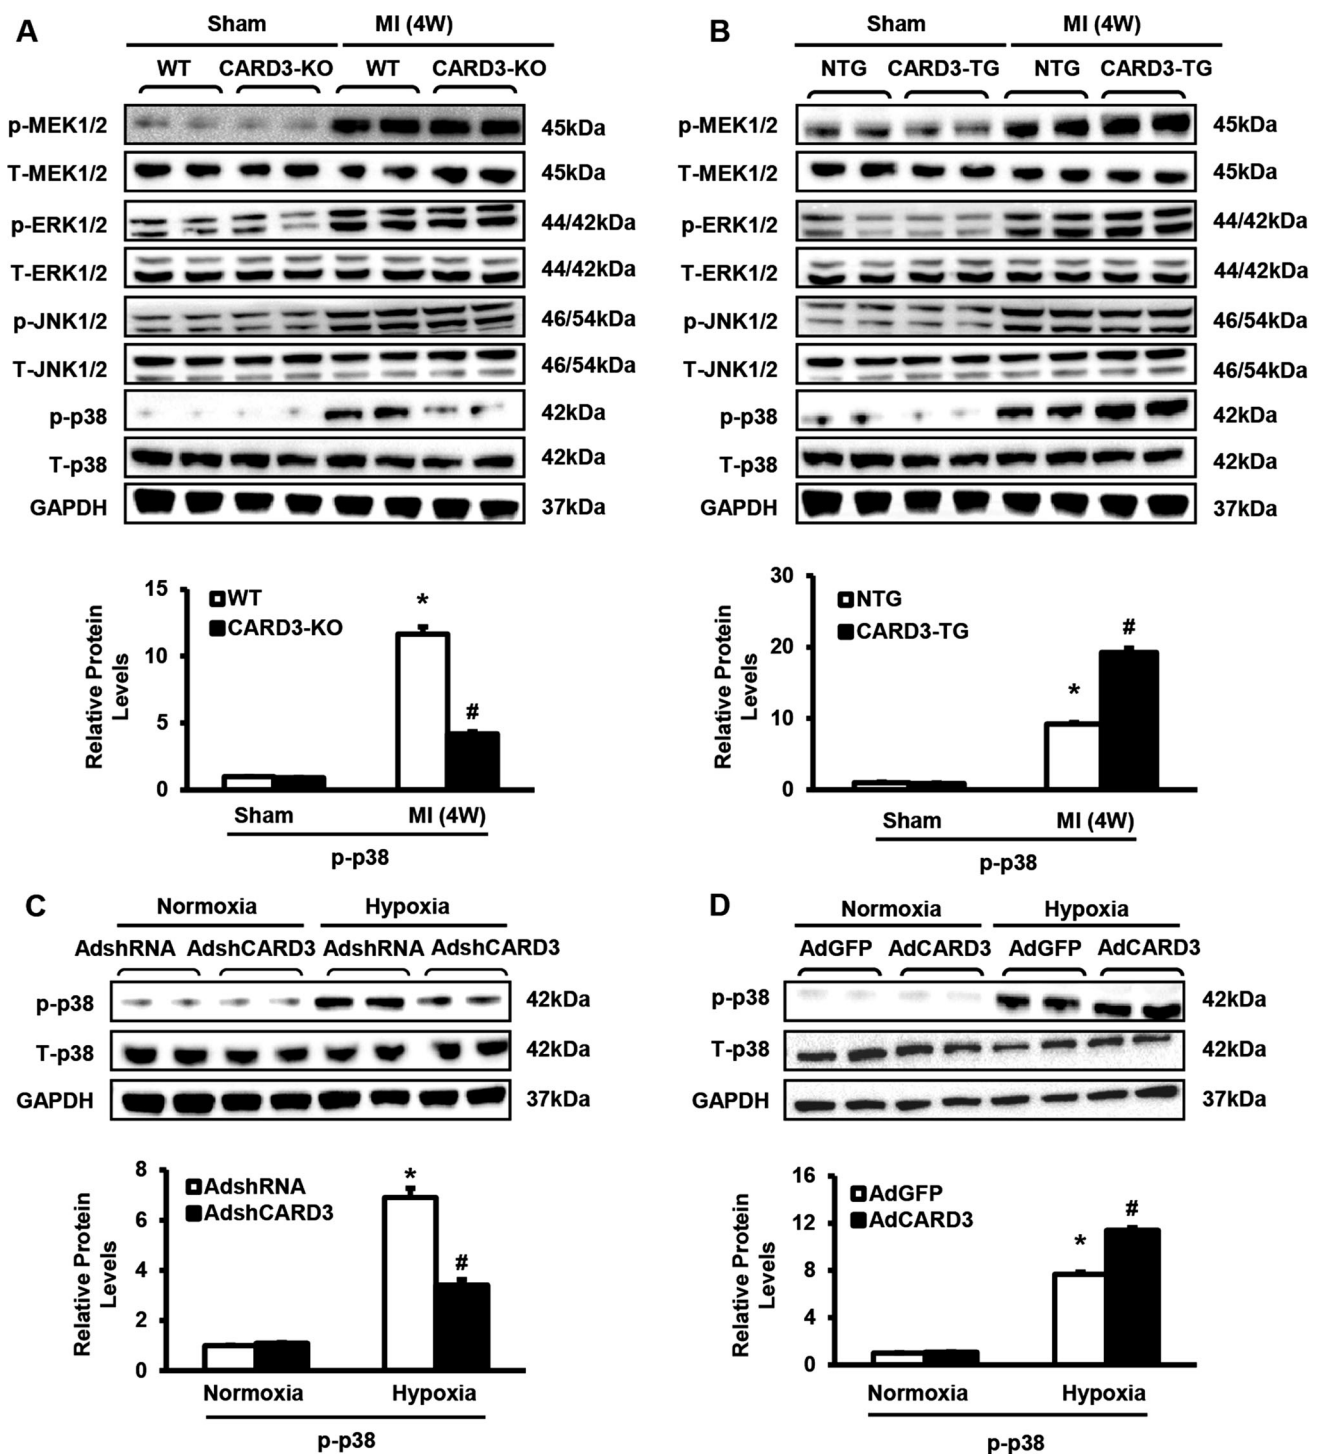 A
Sham MI (4W)
WT CARD3-KO WT CARD3-KO
p-MEK1/2 45kDa
T-MEK1/2 45kDa
p-ERK1/2 44/42kDa
T-ERK1/2 44/42kDa
p-JNK1/2 46/54kDa
T-JNK1/2 46/54kDa
p-p38 42kDa
T-p38 42kDa
GAPDH 37kDa
Relative Protein
Levels
15
10
5
0
WT
CARD3-KO
*
#
Sham MI (4W)
p-p38
B
Sham MI (4W)
NTG CARD3-TG NTG CARD3-TG
p-MEK1/2 45kDa
T-MEK1/2 45kDa
p-ERK1/2 44/42kDa
T-ERK1/2 44/42kDa
p-JNK1/2 46/54kDa
T-JNK1/2 46/54kDa
p-p38 42kDa
T-p38 42kDa
GAPDH 37kDa
Relative Protein
Levels
30
20
10
0
NTG
CARD3-TG
*
#
Sham MI (4W)
p-p38
C
Normoxia Hypoxia
AdshRNA AdshCARD3 AdshRNA AdshCARD3
p-p38 42kDa
T-p38 42kDa
GAPDH 37kDa
Relative Protein
Levels
8
6
4
2
0
AdshRNA
AdshCARD3
*
#
Normoxia Hypoxia
p-p38
D
Normoxia Hypoxia
AdGFP AdCARD3 AdGFP AdCARD3
p-p38 42kDa
T-p38 42kDa
GAPDH 37kDa
Relative Protein
Levels
16
12
8
4
0
AdGFP
AdCARD3
*
#
Normoxia Hypoxia
p-p38